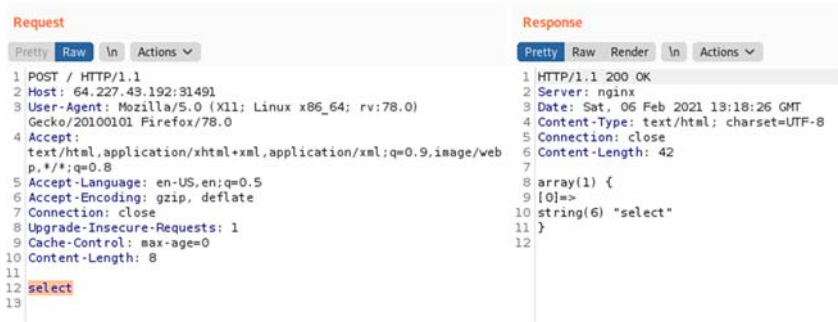 Request
Pretty Raw \n Actions
1 POST / HTTP/1.1
2 Host: 64.227.43.192:31491
3 User-Agent: Mozilla/5.0 (X11; Linux x86_64; rv:78.0)
Gecko/20100101 Firefox/78.0
4 Accept:
text/html,application/xhtml+xml,application/xml;q=0.9,image/web
p,*/*;q=0.8
5 Accept-Language: en-US,en;q=0.5
6 Accept-Encoding: gzip, deflate
7 Connection: close
8 Upgrade-Insecure-Requests: 1
9 Cache-Control: max-age=0
10 Content-Length: 8
11
12 select
13
Response
Pretty Raw Render \n Actions
1 HTTP/1.1 200 OK
2 Server: nginx
3 Date: Sat, 06 Feb 2021 13:18:26 GMT
4 Content-Type: text/html; charset=UTF-8
5 Connection: close
6 Content-Length: 42
7
8 array(1) {
9 [0]=>
10 string(6) "select"
11 }
12